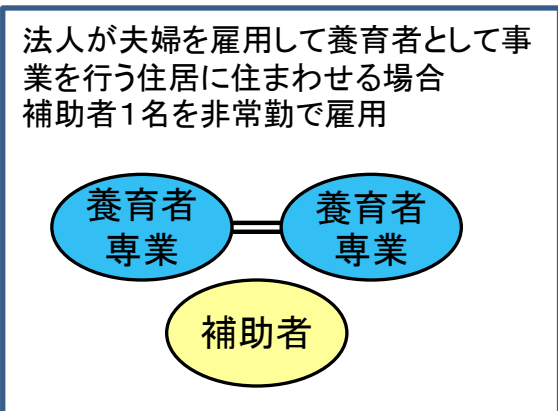 法人が夫婦を雇用して養育者として事
業を行う住居に住まわせる場合
補助者１名を非常勤で雇用
養育者
専業
養育者
専業
補助者